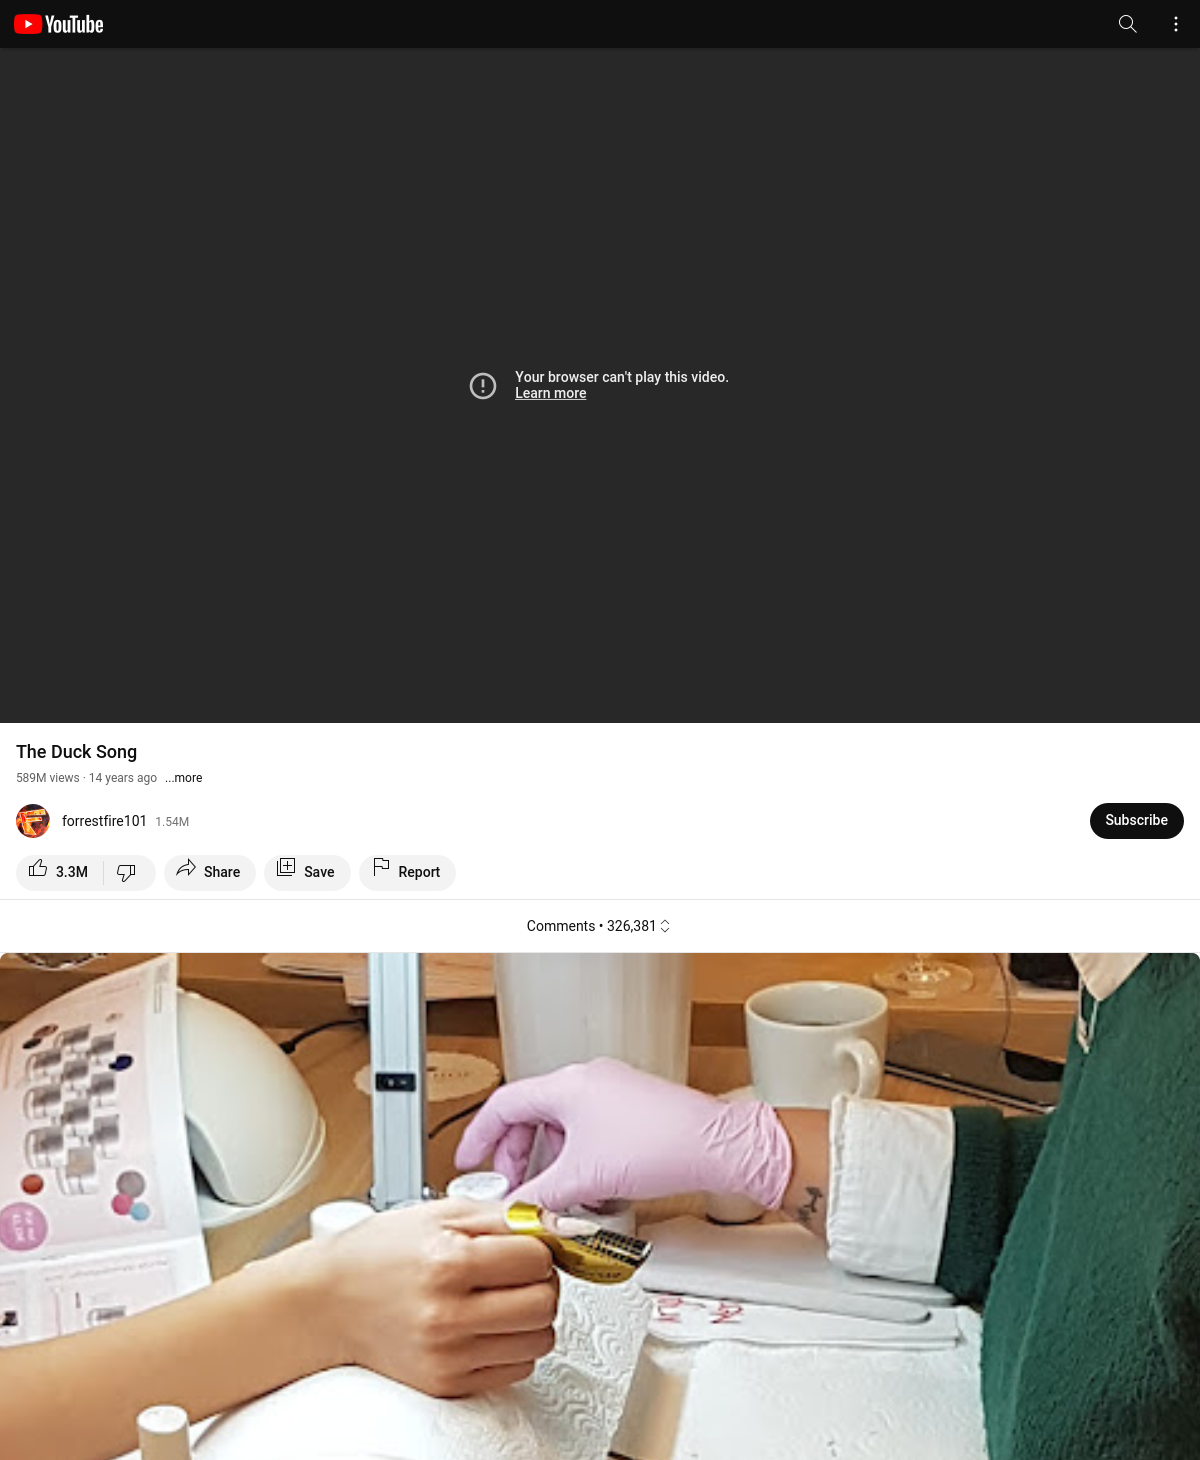 YouTube
Your browser can't play this video.
Learn more
The Duck Song
589M views · 14 years ago ...more
forrestfire101 1.54M
Subscribe
3.3M
Share
Save
Report
Comments • 326,381